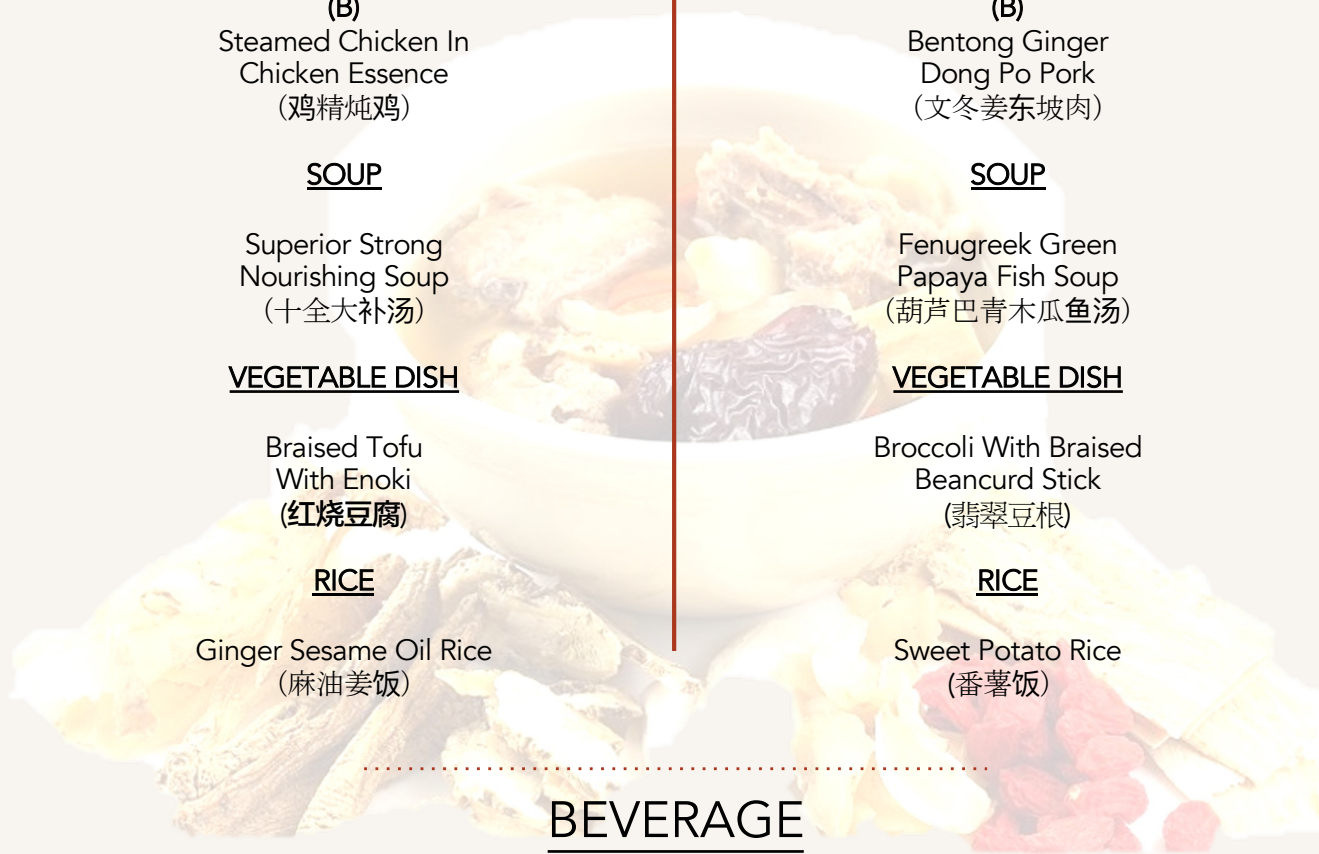 (B)
Steamed Chicken In
Chicken Essence
（鸡精炖鸡）
SOUP
Superior Strong
Nourishing Soup
（十全大补汤）
VEGETABLE DISH
Braised Tofu
With Enoki
(红烧豆腐)
RICE
Ginger Sesame Oil Rice
（麻油姜饭）
(B)
Bentong Ginger
Dong Po Pork
（文冬姜东坡肉）
SOUP
Fenugreek Green
Papaya Fish Soup
（葫芦巴青木瓜鱼汤）
VEGETABLE DISH
Broccoli With Braised
Beancurd Stick
(翡翠豆根)
RICE
Sweet Potato Rice
(番薯饭）
BEVERAGE